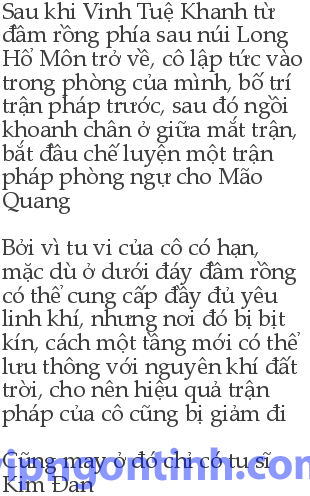 Sau khi Vinh Tuệ Khanh từ
đầm rồng phía sau núi Long
Hổ Môn trở về, cô lập tức vào
trong phòng của mình, bố trí
trận pháp trước, sau đó ngồi
khoanh chân ở giữa mắt trận,
bắt đầu chế luyện một trận
pháp phòng ngự cho Mão
Quang
Bởi vì tu vi của cô có hạn,
mặc dù ở dưới đáy đầm rồng
có thể cung cấp đầy đủ yêu
linh khí, nhưng nơi đó bị bịt
kín, cách một tầng mới có thể
lưu thông với nguyên khí đất
trời, cho nên hiệu quả trận
pháp của cô cũng bị giảm đi
Cũng may ở đó chỉ có tu sĩ
Kim Đan
vipngontinh.com